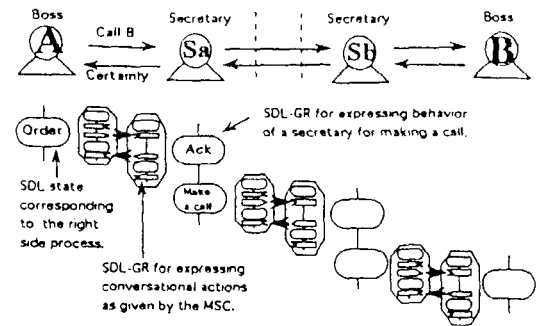 Boss
Secretary
Secretary
Boss
A
Call B
Certainty
Sa
Sb
B
SDL-GR for expressing behavior
of a secretary for making a call.
Order
Ack
Make
a call
SDL state
corresponding
to the right
side process.
SDL-GR for expressing
conversational actions
as given by the MSC.